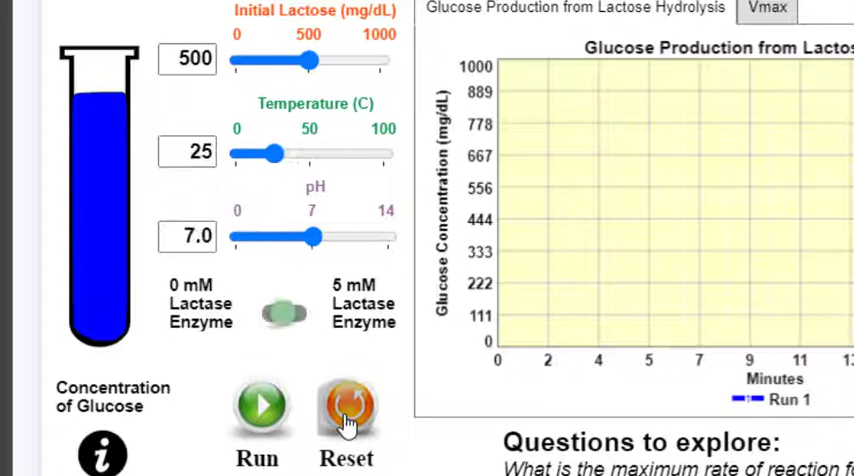 Initial Lactose (mg/dL)
0 500 1000
500
Temperature (C)
0 50 100
25
pH
0 7 14
7.0
0 mM
Lactase
Enzyme
5 mM
Lactase
Enzyme
Concentration
of Glucose
i
Run
Reset
Glucose Production from Lactose Hydrolysis
Vmax
Glucose Production from Lactos
Glucose Concentration (mg/dL)
1000
889
778
667
556
444
333
222
111
0
0 2 4 5 7 9 11 13
Minutes
Run 1
Questions to explore:
What is the maximum rate of reaction fo